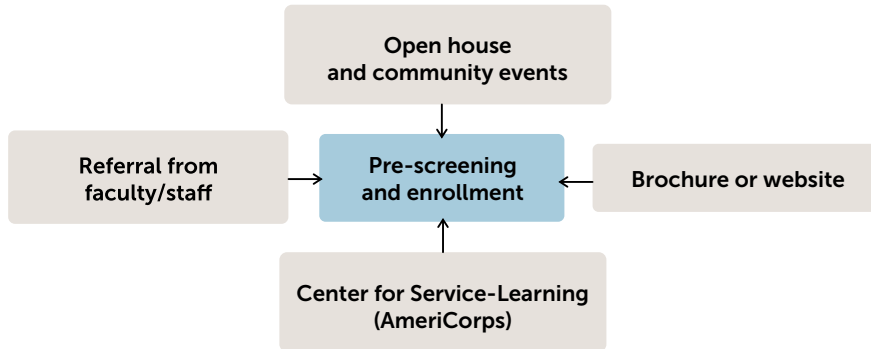 Open house
and community events
Referral from
faculty/staff
Pre-screening
and enrollment
Brochure or website
Center for Service-Learning
(AmeriCorps)